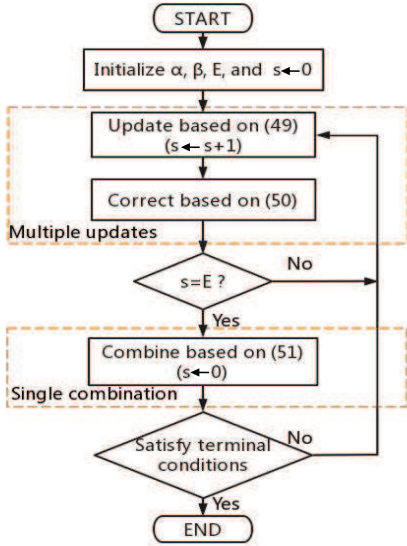 START
Initialize α, β, E, and s←0
Update based on (49)
(s← s+1)
Correct based on (50)
Multiple updates
s=E ?
No
Yes
Combine based on (51)
(s←0)
Single combination
Satisfy terminal
conditions
No
Yes
END